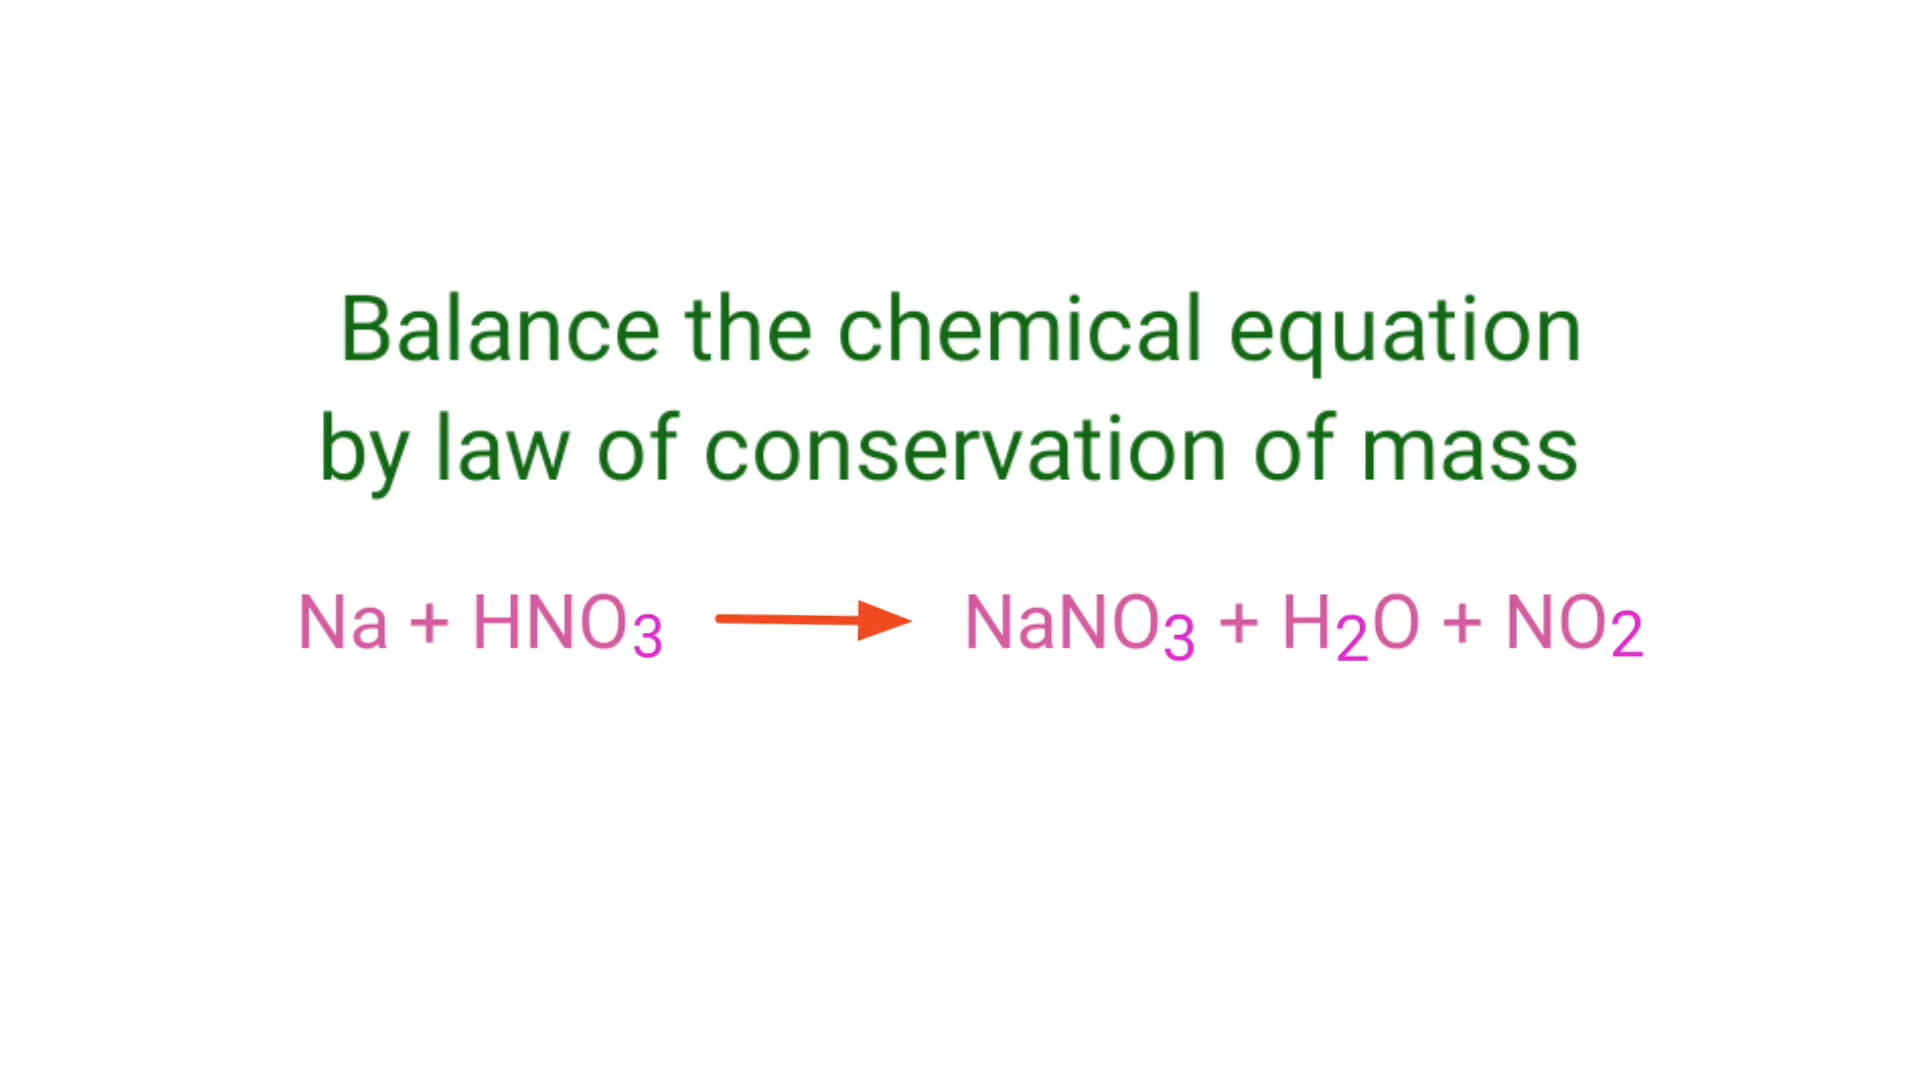 Balance the chemical equation
by law of conservation of mass
Na + HNO3 → NaNO3 + H2O + NO2